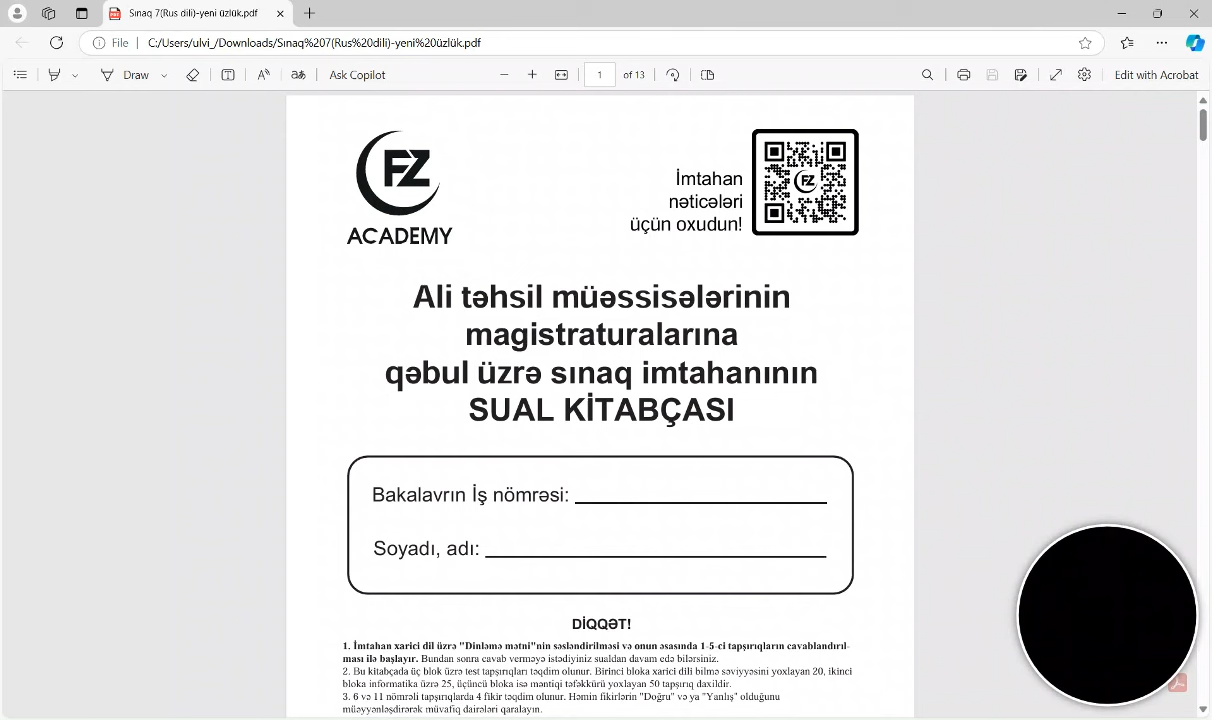 Sınaq 7(Rus dili)-yeni üzlük.pdf
File
C:/Users/ulvi_/Downloads/Sınaq%207(Rus%20dili)-yeni%20üzlük.pdf
Draw
Ask Copilot
1
of 13
Edit with Acrobat
FZ
ACADEMY
İmtahan
nəticələri
üçün oxudun!
FZ
Ali təhsil müəssisələrinin
magistraturalarına
qəbul üzrə sınaq imtahanının
SUAL KİTABÇASI
Bakalavrın İş nömrəsi:
Soyadı, adı:
DİQQƏT!
1. İmtahan xarici dil üzrə "Dinləmə mətni"nin səsləndirilməsi və onun əsasında 1-5-ci tapşırıqların cavablandırıl-
ması ilə başlayır. Bundan sonra cavab verməyə istədiyiniz sualdan davam edə bilərsiniz.
2. Bu kitabçada üç blok üzrə test tapşırıqları təqdim olunur. Birinci bloka xarici dili bilmə səviyyəsini yoxlayan 20, ikinci
bloka informatika üzrə 25, üçüncü bloka isə məntiqi təfəkkürü yoxlayan 50 tapşırıq daxildir.
3. 6 və 11 nömrəli tapşırıqlarda 4 fikir təqdim olunur. Həmin fikirlərin "Doğru" və ya "Yanlış" olduğunu
müəyyənləşdirərək müvafiq dairələri qaralayın.